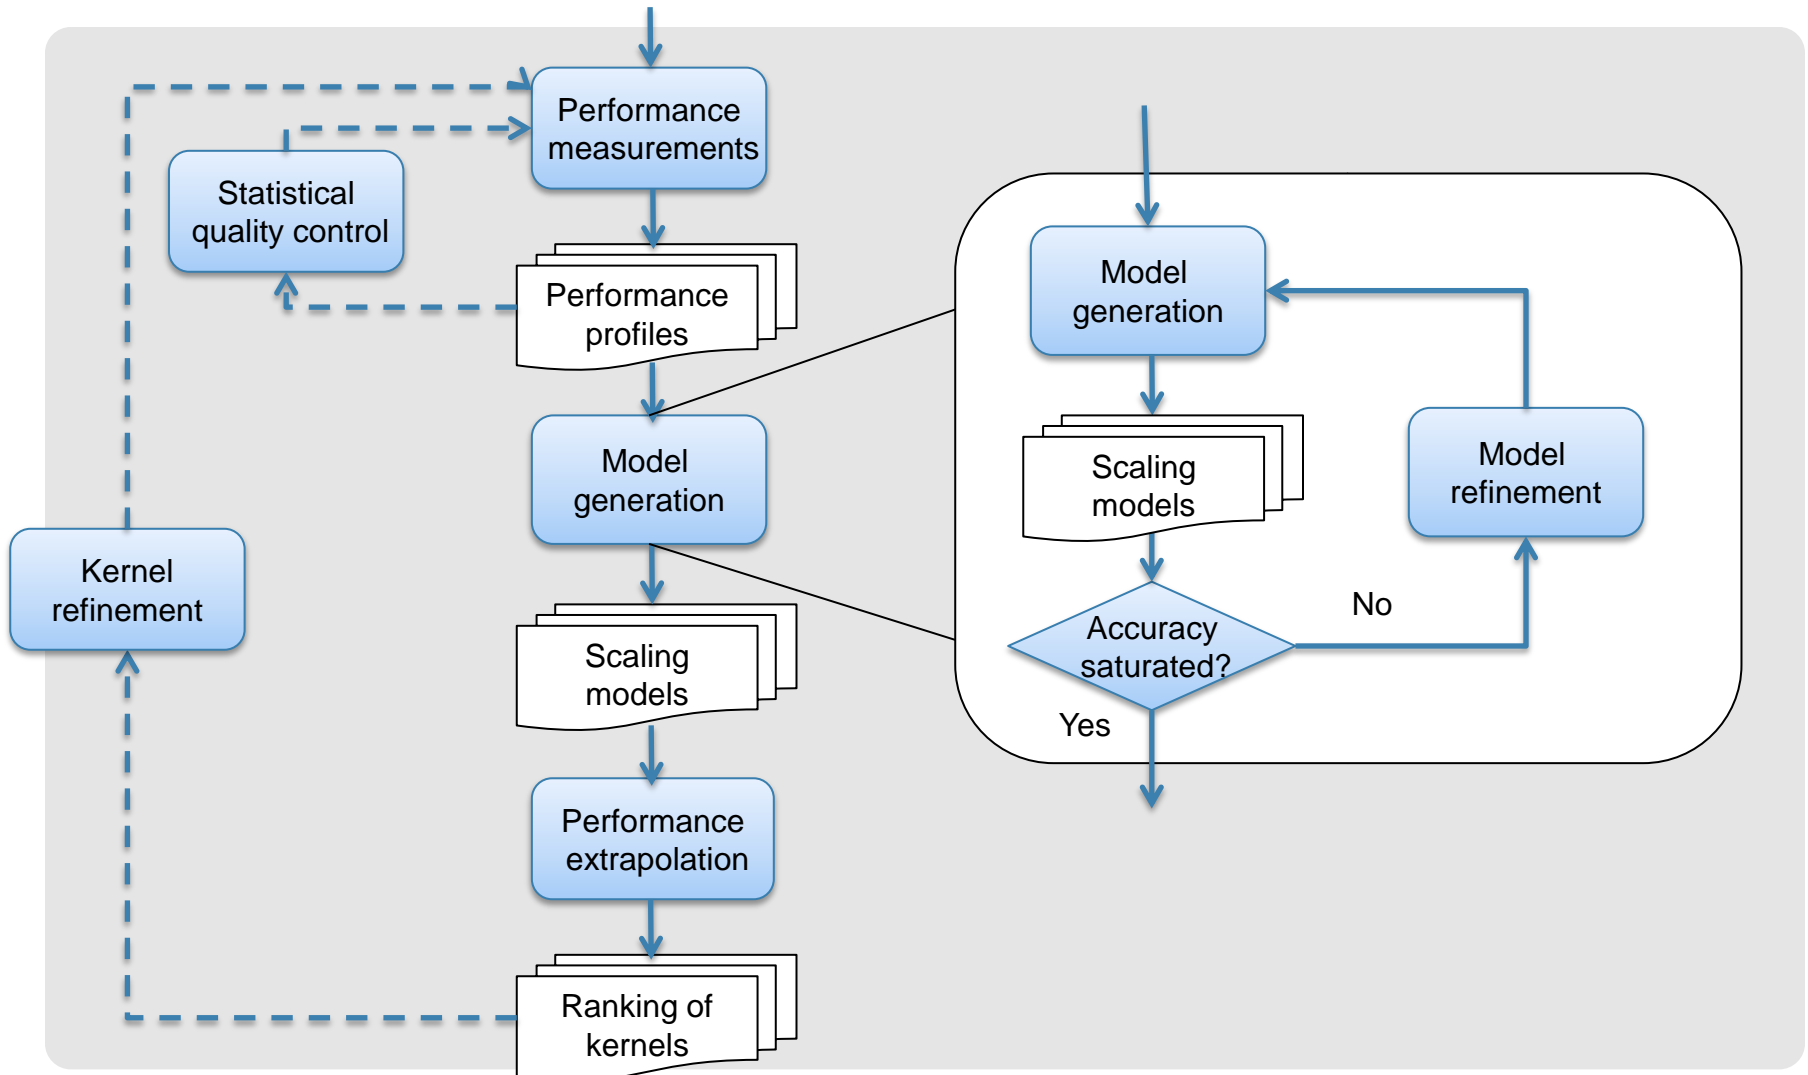 Performance
measurements
Statistical
quality control
Performance
profiles
Model
generation
Kernel
refinement
Scaling
models
Performance
extrapolation
Ranking of
kernels
Model
generation
Scaling
models
Model
refinement
Accuracy
saturated?
No
Yes